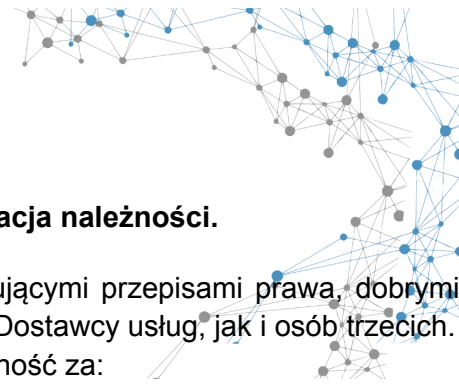 acja należności.
ującymi przepisami prawa, dobrymi
Dostawcy usług, jak i osób trzecich.
ność za: